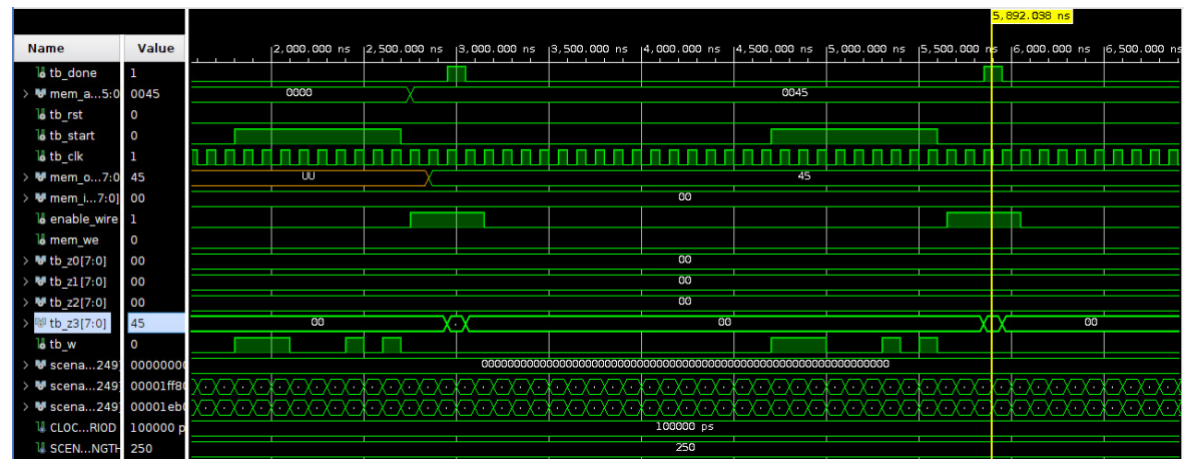 5,892.038 ns
Name Value 2,000.000 ns 2,500.000 ns 3,000.000 ns 3,500.000 ns 4,000.000 ns 4,500.000 ns 5,000.000 ns 5,500.000 ns 6,000.000 ns 6,500.000 ns
tb_done 1
> mem_a...5:0 0045 0000 0045
tb_rst 0
tb_start 0
tb_clk 1
> mem_o...7:0 45 UU 45
> mem_i...7:0] 00 00
enable_wire 1
mem_we 0
> tb_z0[7:0] 00 00
> tb_z1[7:0] 00 00
> tb_z2[7:0] 00 00
> tb_z3[7:0] 45 00 00 00
tb_w 0
> scena...249] 00000000
> scena...249] 00001ff8
> scena...249] 00001eb
CLOC...RIOD 100000 p 100000 ps
SCEN...NGTH 250 250